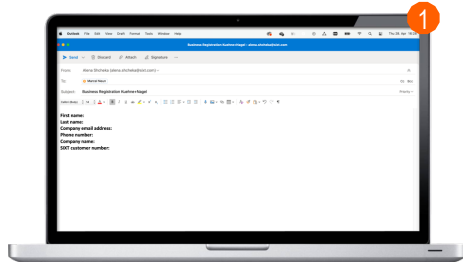 1
Outlook File Edit View Draft Format Tools Window Help
Business Registration Kuehne+Nagel
Send Discard Attach Signature
From:
To:
Subject: Business Registration Kuehne+Nagel
Priority
First name:
Last name:
Company email address:
Phone number:
Company name:
SIXT customer number: